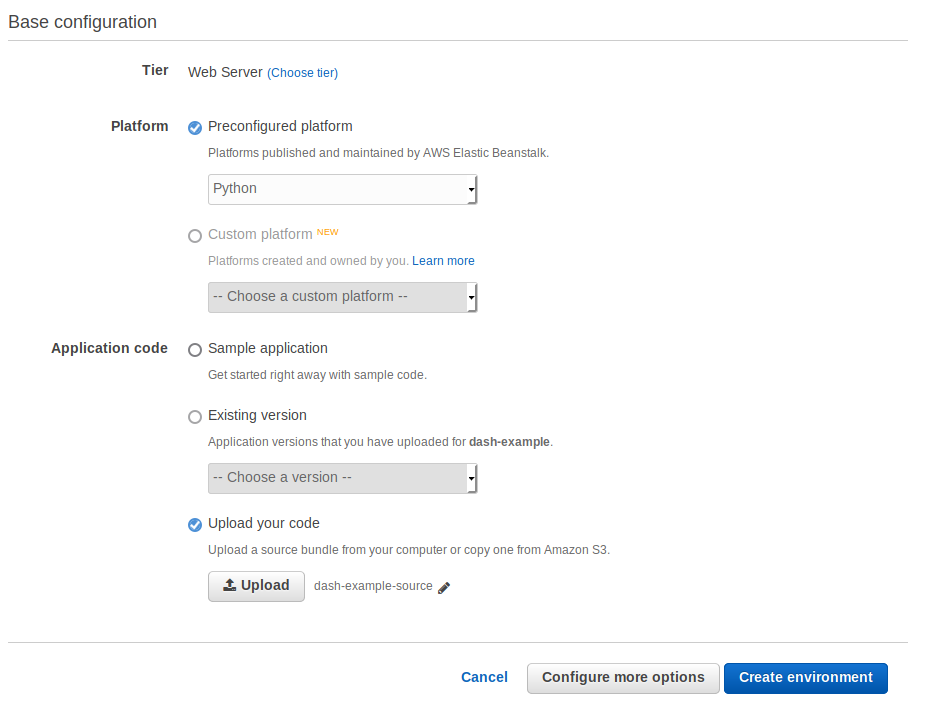 Base configuration
Tier Web Server (Choose tier)
Platform Preconfigured platform
Platforms published and maintained by AWS Elastic Beanstalk.
Python
Custom platform NEW
Platforms created and owned by you. Learn more
-- Choose a custom platform --
Application code Sample application
Get started right away with sample code.
Existing version
Application versions that you have uploaded for dash-example.
-- Choose a version --
Upload your code
Upload a source bundle from your computer or copy one from Amazon S3.
Upload dash-example-source
Cancel Configure more options Create environment